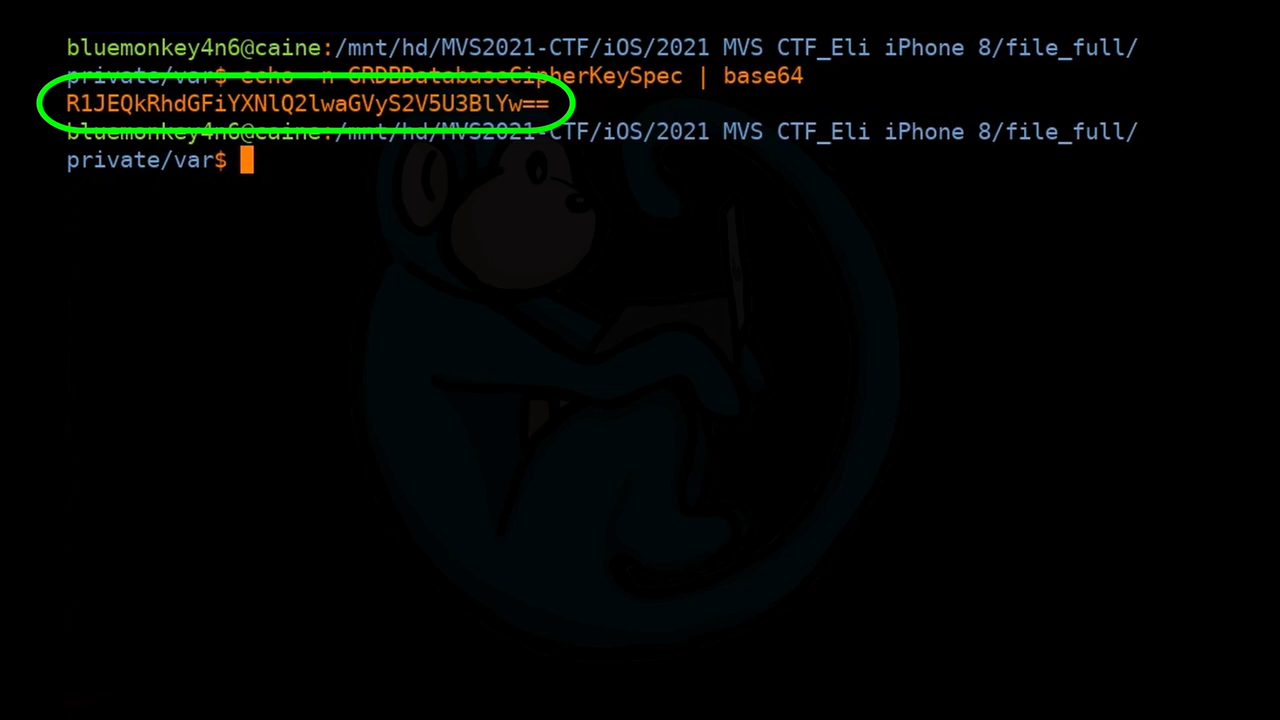 bluemonkey4n6@caine:/mnt/hd/MVS2021-CTF/iOS/2021 MVS CTF_Eli iPhone 8/file_full/
private/var$ echo -n GRDBDatabaseCipherKeySpec | base64
R1JEQkRhdGFiYXNlQ2lwaGVyS2V5U3BlYw==
bluemonkey4n6@caine:/mnt/hd/MVS2021-CTF/iOS/2021 MVS CTF_Eli iPhone 8/file_full/
private/var$